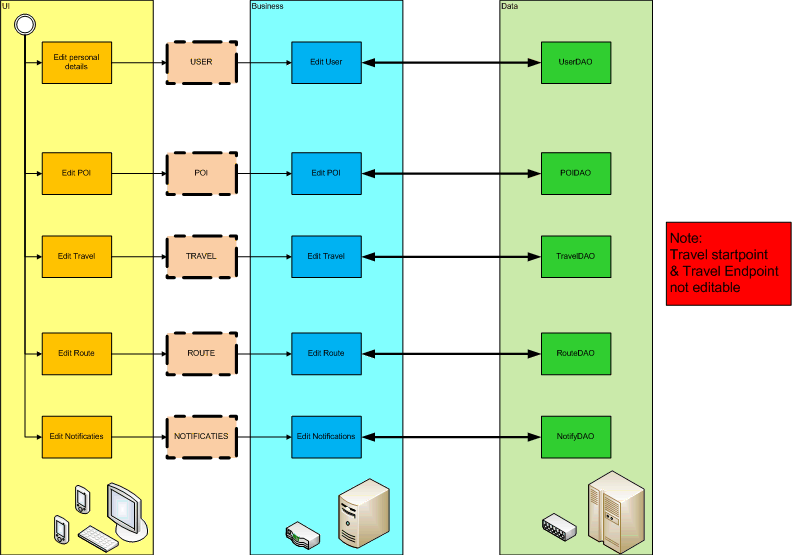 UI
Business
Data
Edit personal
details
USER
Edit User
UserDAO
Edit POI
POI
Edit POI
POIDAO
Edit Travel
TRAVEL
Edit Travel
TravelDAO
Note:
Travel startpoint
& Travel Endpoint
not editable
Edit Route
ROUTE
Edit Route
RouteDAO
Edit Notificaties
NOTIFICATIES
Edit Notifications
NotifyDAO